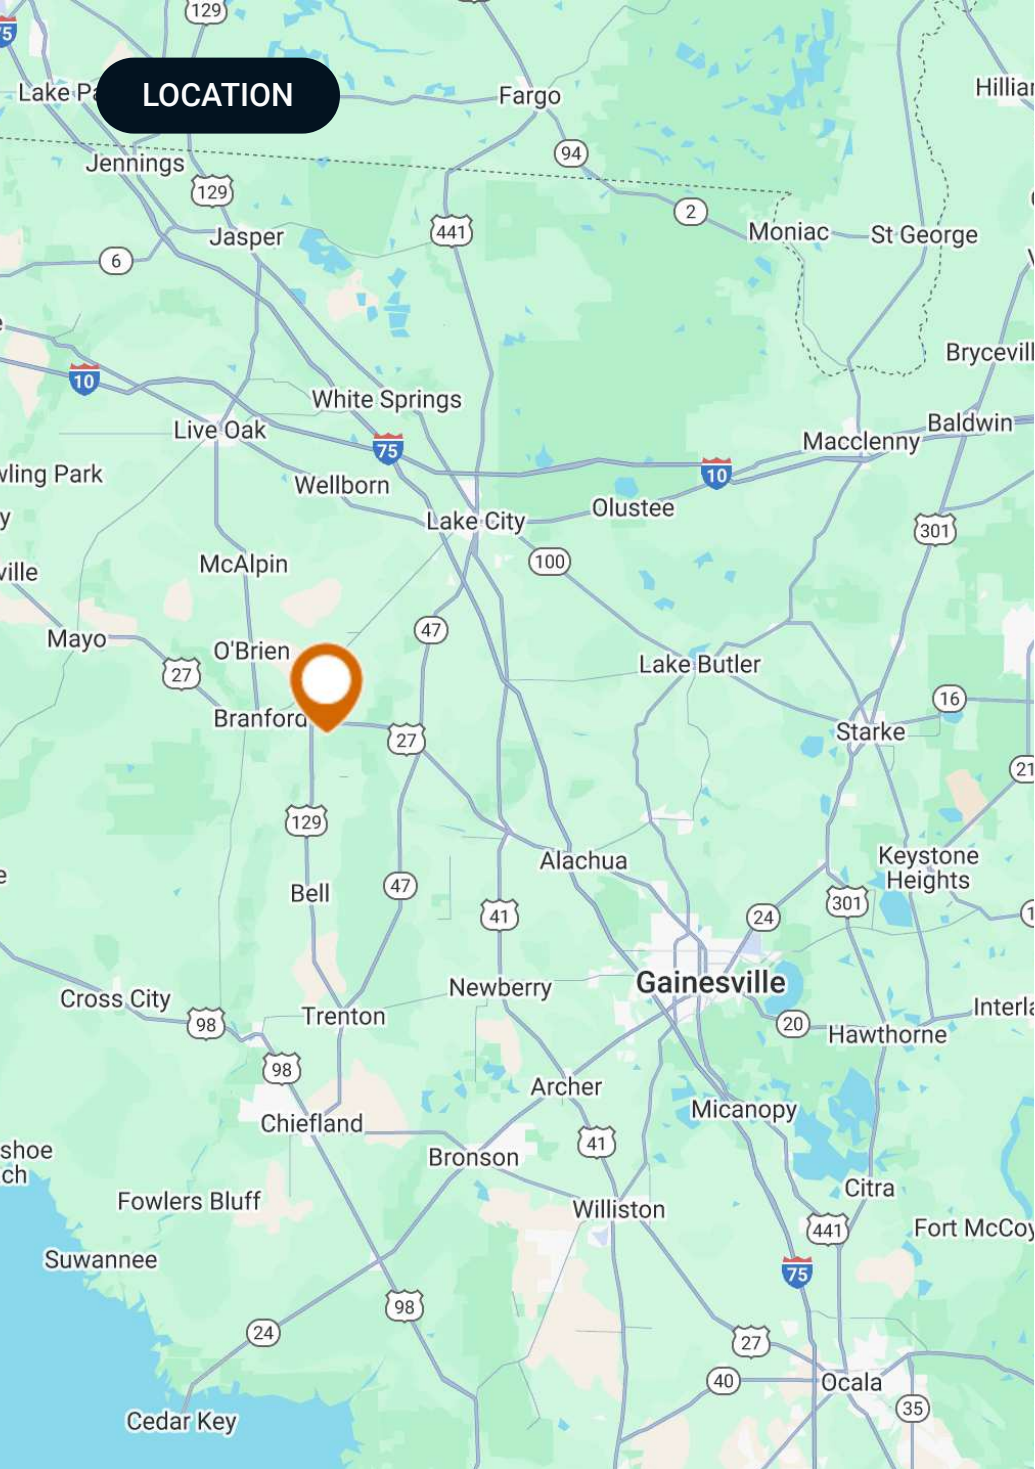 129
LOCATION
Fargo
94
Jennings
129
2
441
Moniac
St George
Jasper
6
10
White Springs
Live Oak
75
Baldwin
Macclenny
10
Wellborn
Olustee
Lake City
301
McAlpin
100
Mayo
47
O'Brien
Lake Butler
27
16
Branford
27
Starke
129
Alachua
Keystone
Heights
Bell
47
41
24
301
Gainesville
Newberry
Cross City
Trenton
98
20
Hawthorne
98
Archer
Micanopy
Chiefland
41
Bronson
Citra
Fowlers Bluff
Williston
441
Suwannee
75
98
24
27
40
Ocala
35
Cedar Key